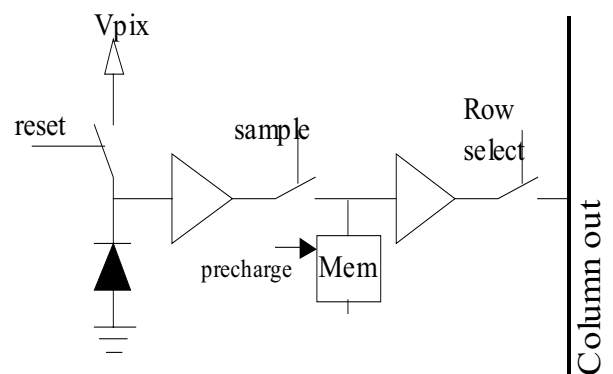 Vpix
reset
sample
Row
select
precharge
Mem
Column out